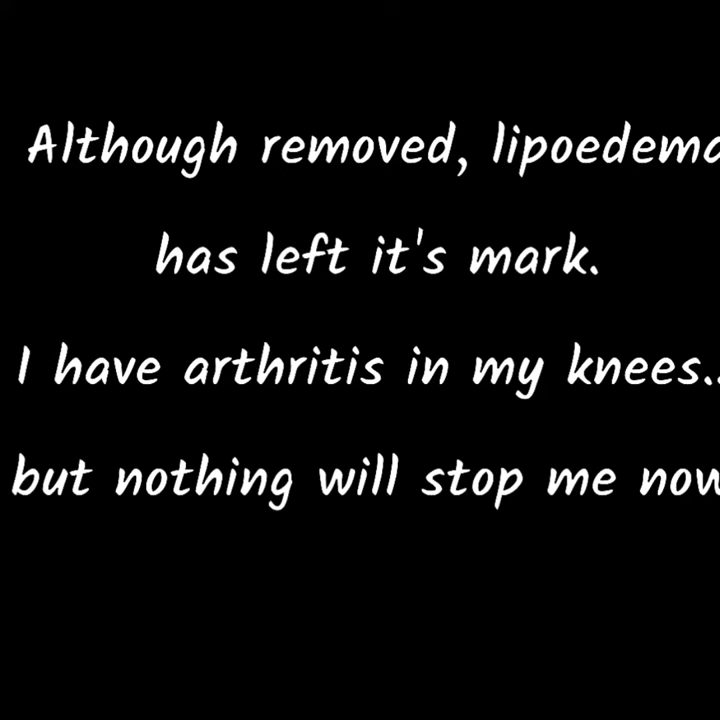 Although removed, lipoedema
has left it's mark.
I have arthritis in my knees..
but nothing will stop me now